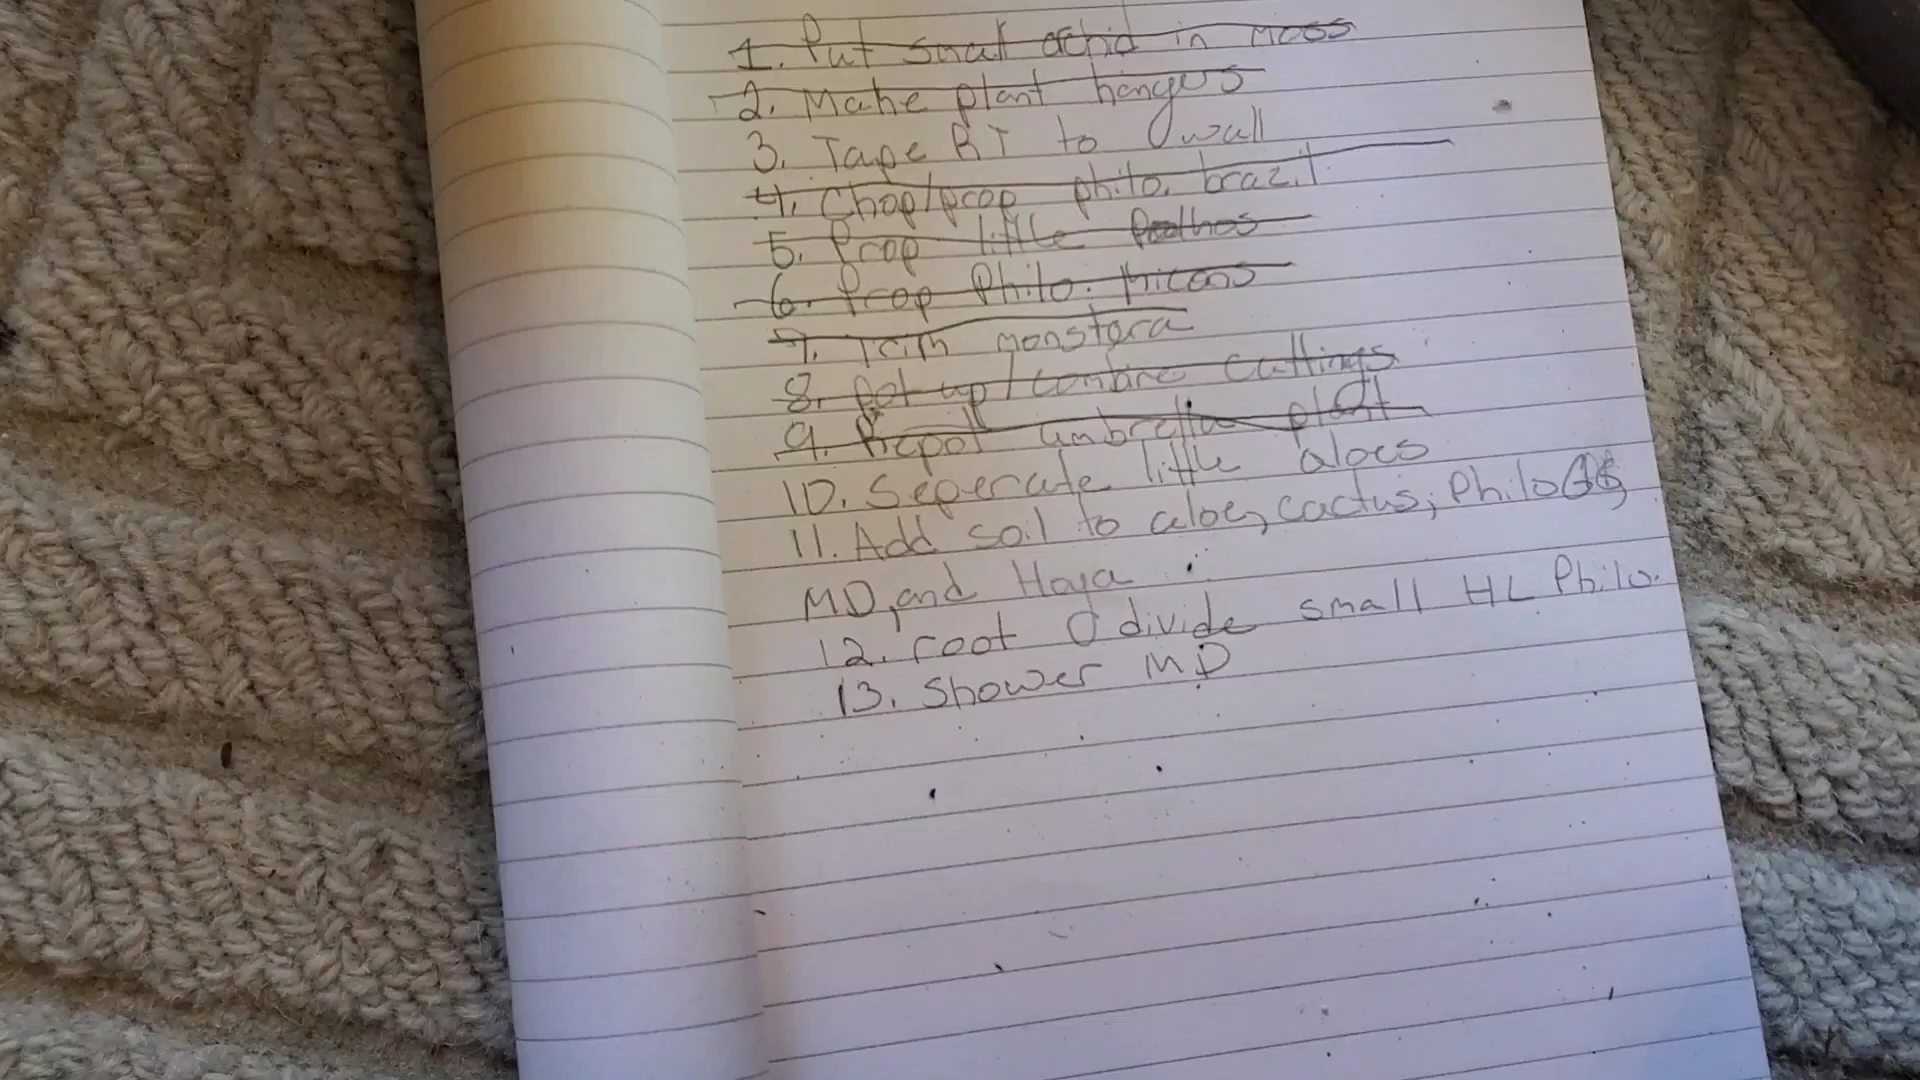 1. Put small orchid in moss
2. Make plant hangers
3. Tape RT to wall
4. Chop/prop philo. brazil
5. Prop little Poothos
6. Prop Philo. Micans
7. Trim monstera
8. Pot up/combine cuttings
9. Repot umbrella plant
10. Seperate little aloes
11. Add soil to aloe, cactus, Philo
MD, and Hoya
12. root divide small HL Philo.
13. Shower MD